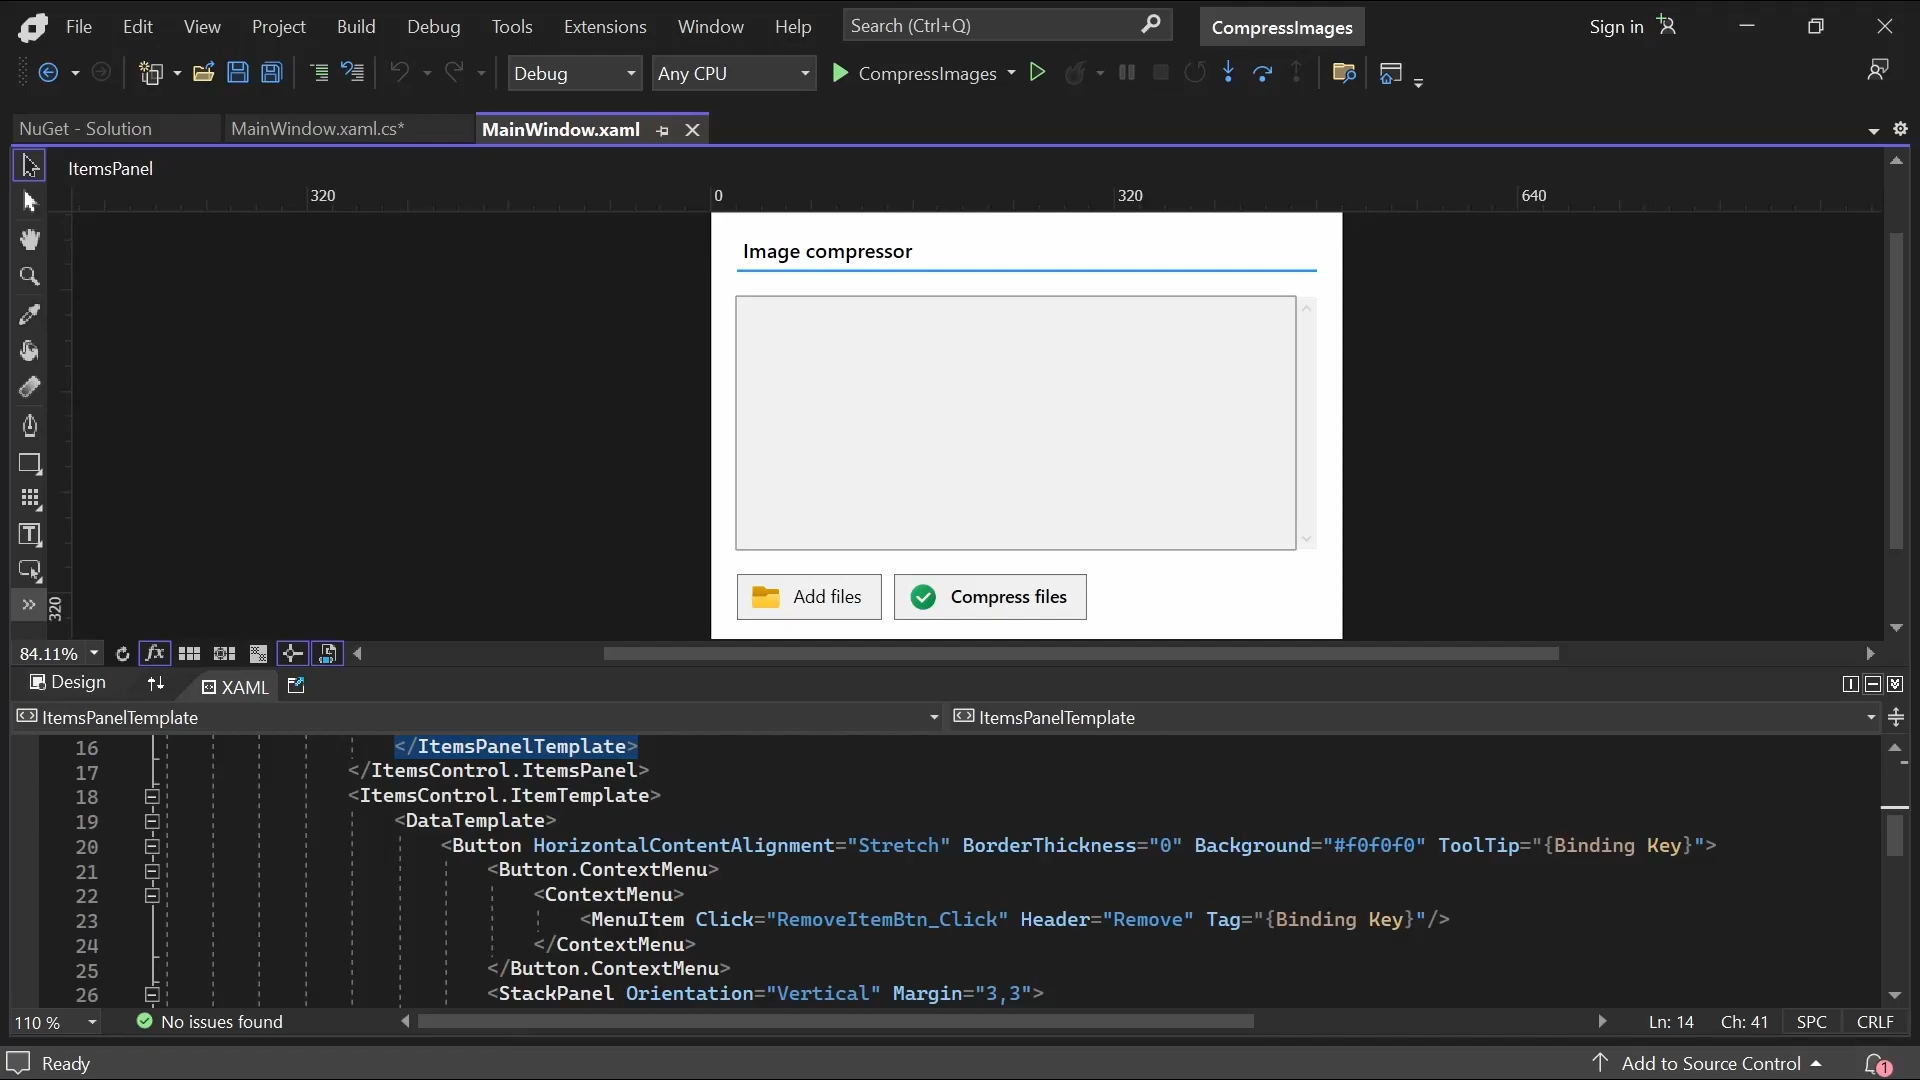 File Edit View Project Build Debug Tools Extensions Window Help Search (Ctrl+Q) CompressImages Sign in
Debug Any CPU CompressImages
NuGet - Solution MainWindow.xaml.cs* MainWindow.xaml
ItemsPanel
320 0 320 640
Image compressor
Add files Compress files
320
84.11% fx
Design XAML
ItemsPanelTemplate ItemsPanelTemplate
16 </ItemsPanelTemplate>
17 </ItemsControl.ItemsPanel>
18 <ItemsControl.ItemTemplate>
19 <DataTemplate>
20 <Button HorizontalContentAlignment="Stretch" BorderThickness="0" Background="#f0f0f0" ToolTip="{Binding Key}">
21 <Button.ContextMenu>
22 <ContextMenu>
23 <MenuItem Click="RemoveItemBtn_Click" Header="Remove" Tag="{Binding Key}"/>
24 </ContextMenu>
25 </Button.ContextMenu>
26 <StackPanel Orientation="Vertical" Margin="3,3">
110 % No issues found Ln: 14 Ch: 41 SPC CRLF
Ready Add to Source Control 1